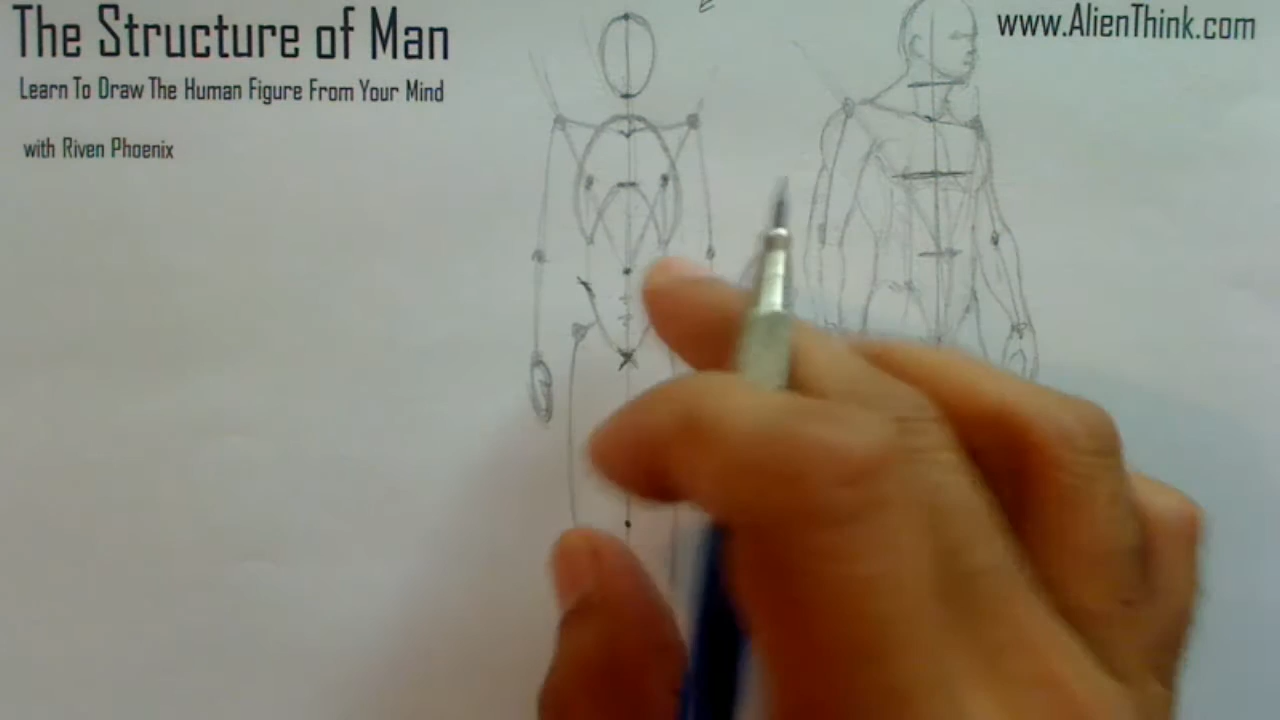 The Structure of Man
www.AlienThink.com
Learn To Draw The Human Figure From Your Mind
with Riven Phoenix